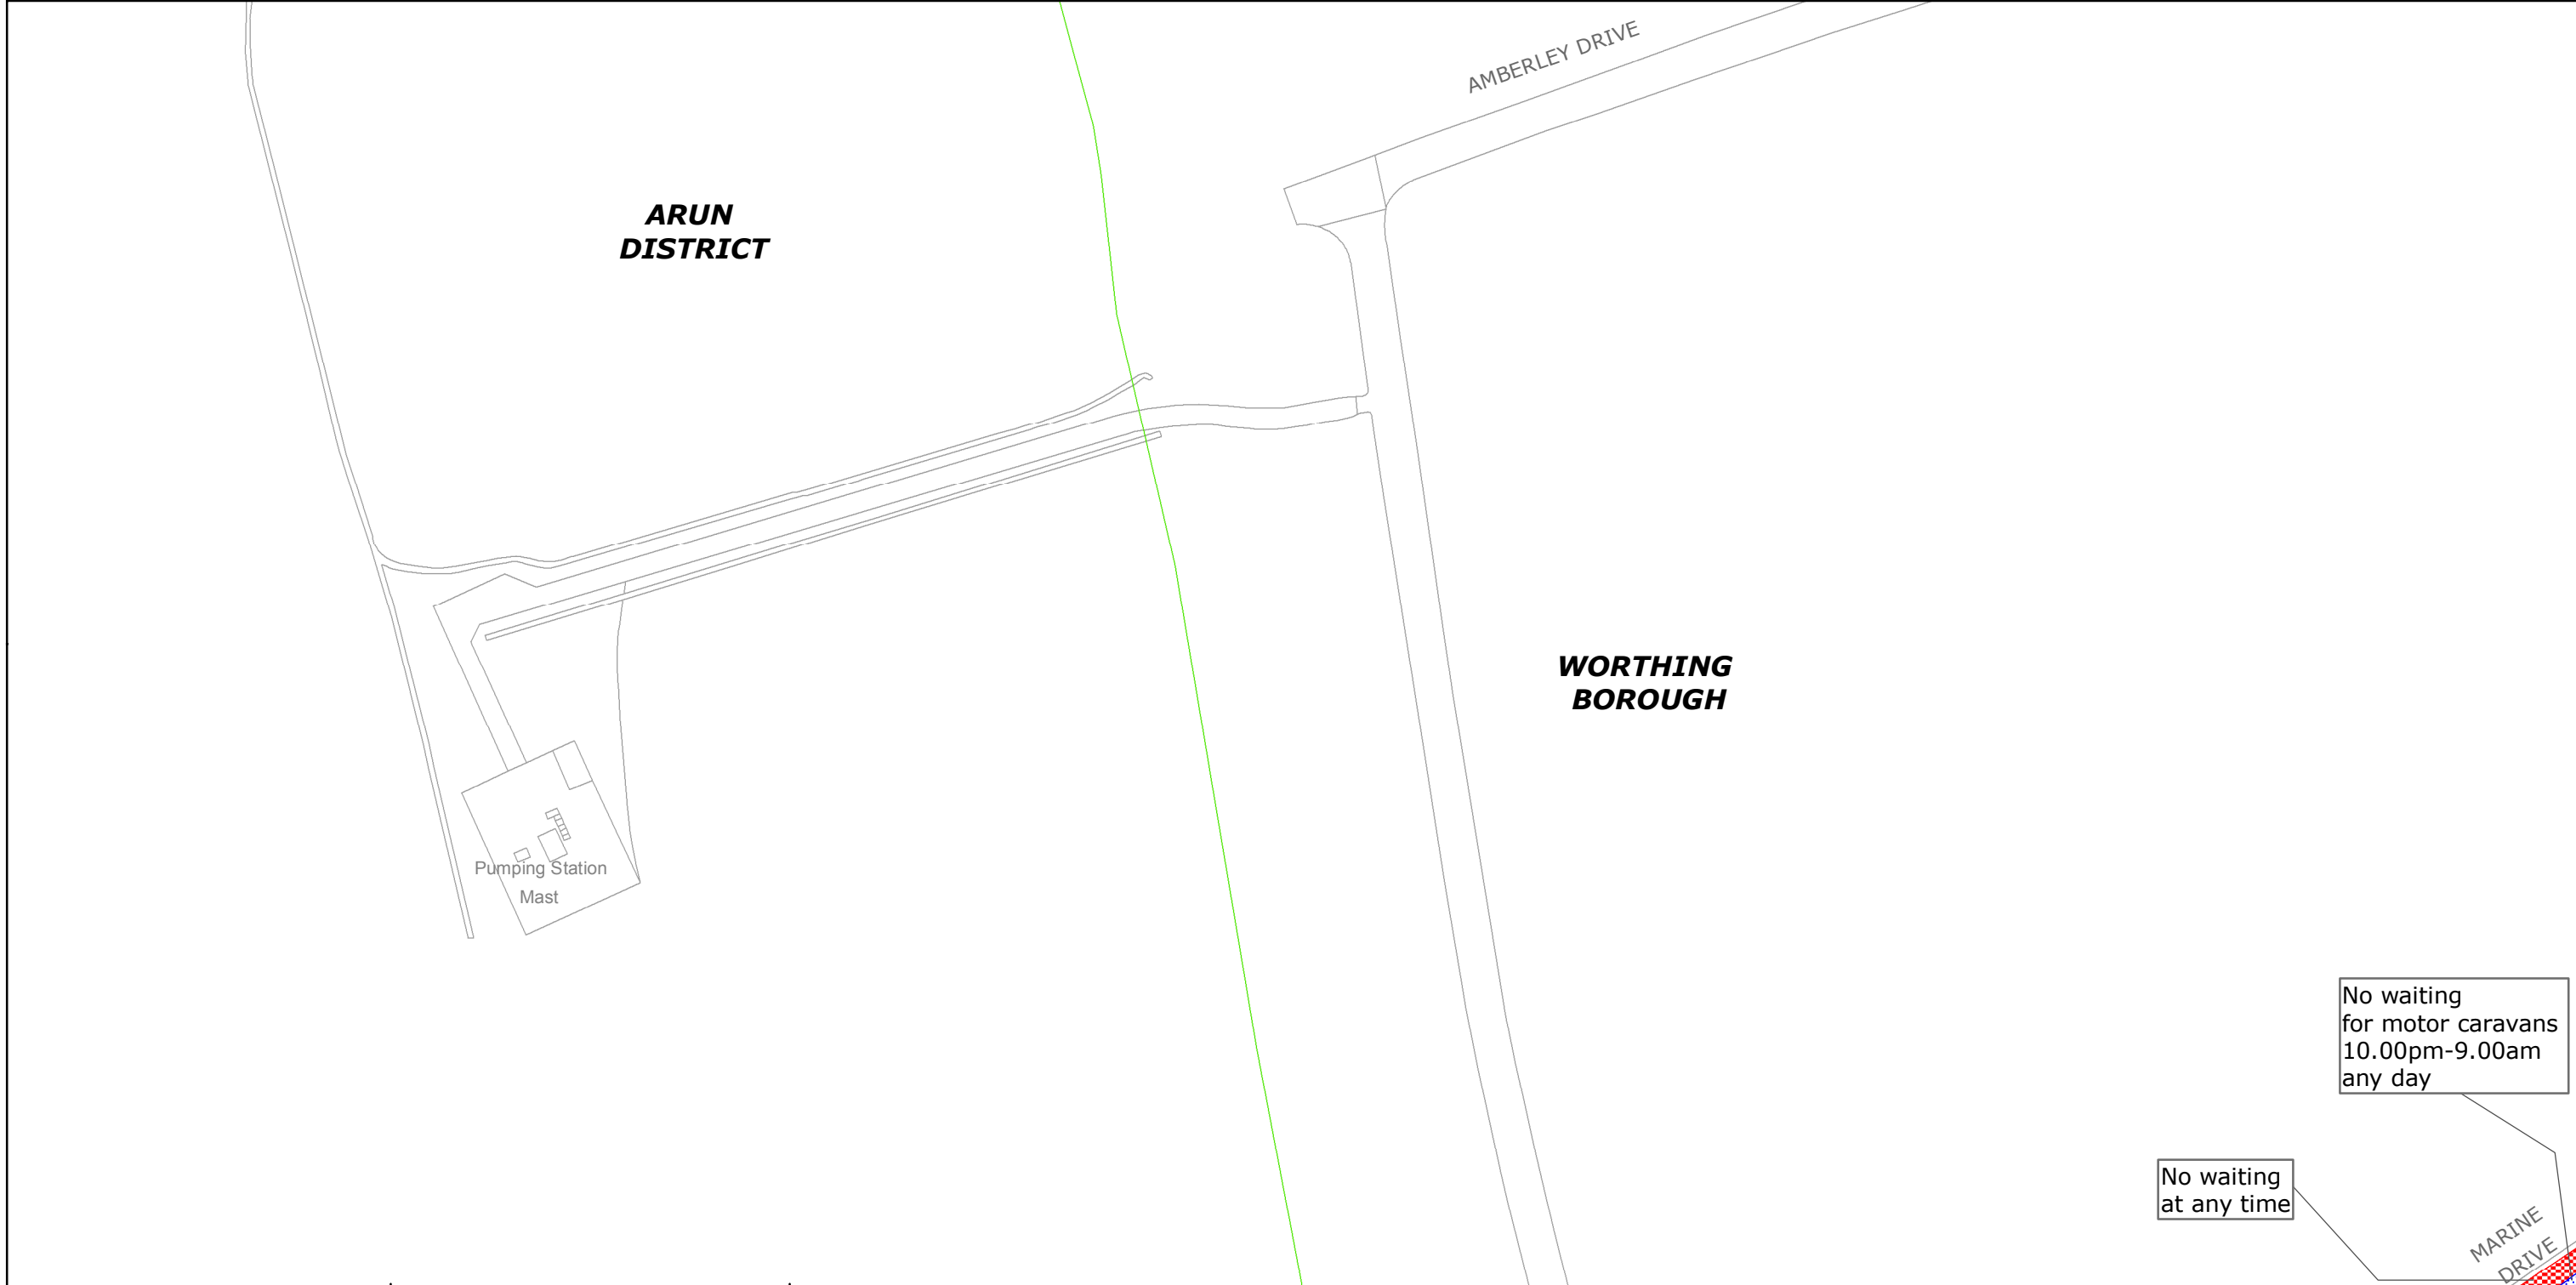 AMBERLEY DRIVE
ARUN
DISTRICT
WORTHING
BOROUGH
Pumping Station
Mast
No waiting
for motor caravans
10.00pm-9.00am
any day
No waiting
at any time
MARINE
DRIVE